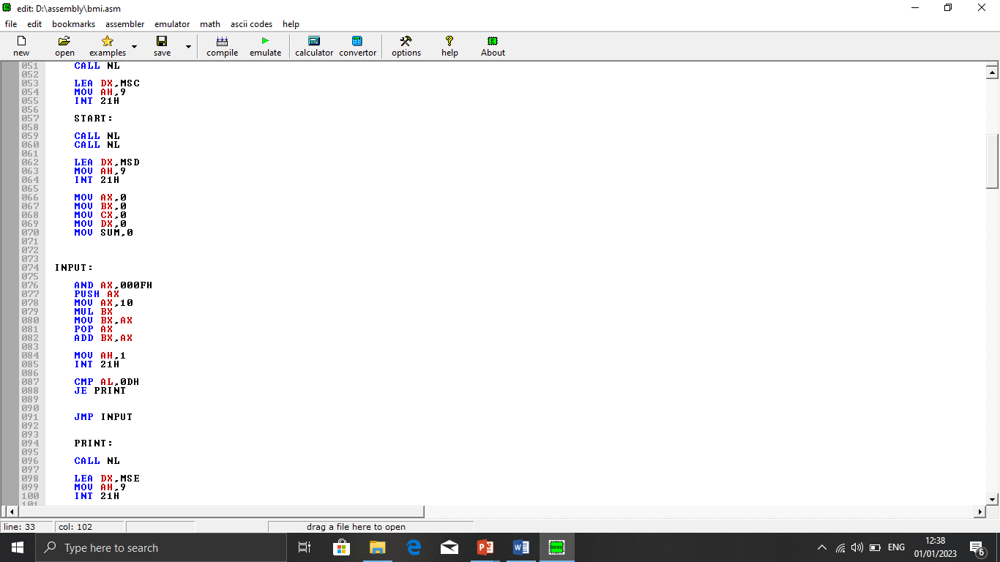 edit: D:\assembly\bmi.asm
file edit bookmarks assembler emulator math ascii codes help
new open examples save compile emulate calculator convertor options help About
051 CALL NL
052
053 LEA DX,MSC
054 MOV AH,9
055 INT 21H
056
057 START:
058
059 CALL NL
060 CALL NL
061
062 LEA DX,MSD
063 MOV AH,9
064 INT 21H
065
066 MOV AX,0
067 MOV BX,0
068 MOV CX,0
069 MOV DX,0
070 MOV SUM,0
071
072
073
074 INPUT:
075
076 AND AX,000FH
077 PUSH AX
078 MOV AX,10
079 MUL BX
080 MOV BX,AX
081 POP AX
082 ADD BX,AX
083
084 MOV AH,1
085 INT 21H
086
087 CMP AL,0DH
088 JE PRINT
089
090
091 JMP INPUT
092
093
094 PRINT:
095
096 CALL NL
097
098 LEA DX,MSE
099 MOV AH,9
100 INT 21H
101
line: 33 col: 102 drag a file here to open
Type here to search
ENG
12:38
01/01/2023
6